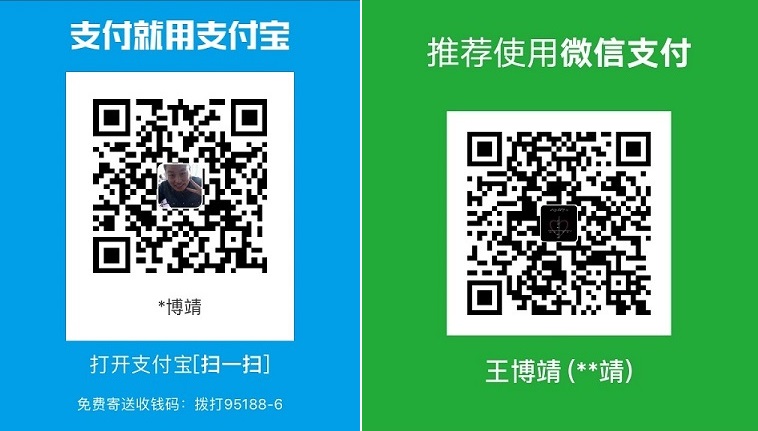 支付就用支付宝
*博靖
打开支付宝[扫一扫]
免费寄送收钱码：拨打95188-6
推荐使用微信支付
王博靖 (**靖)